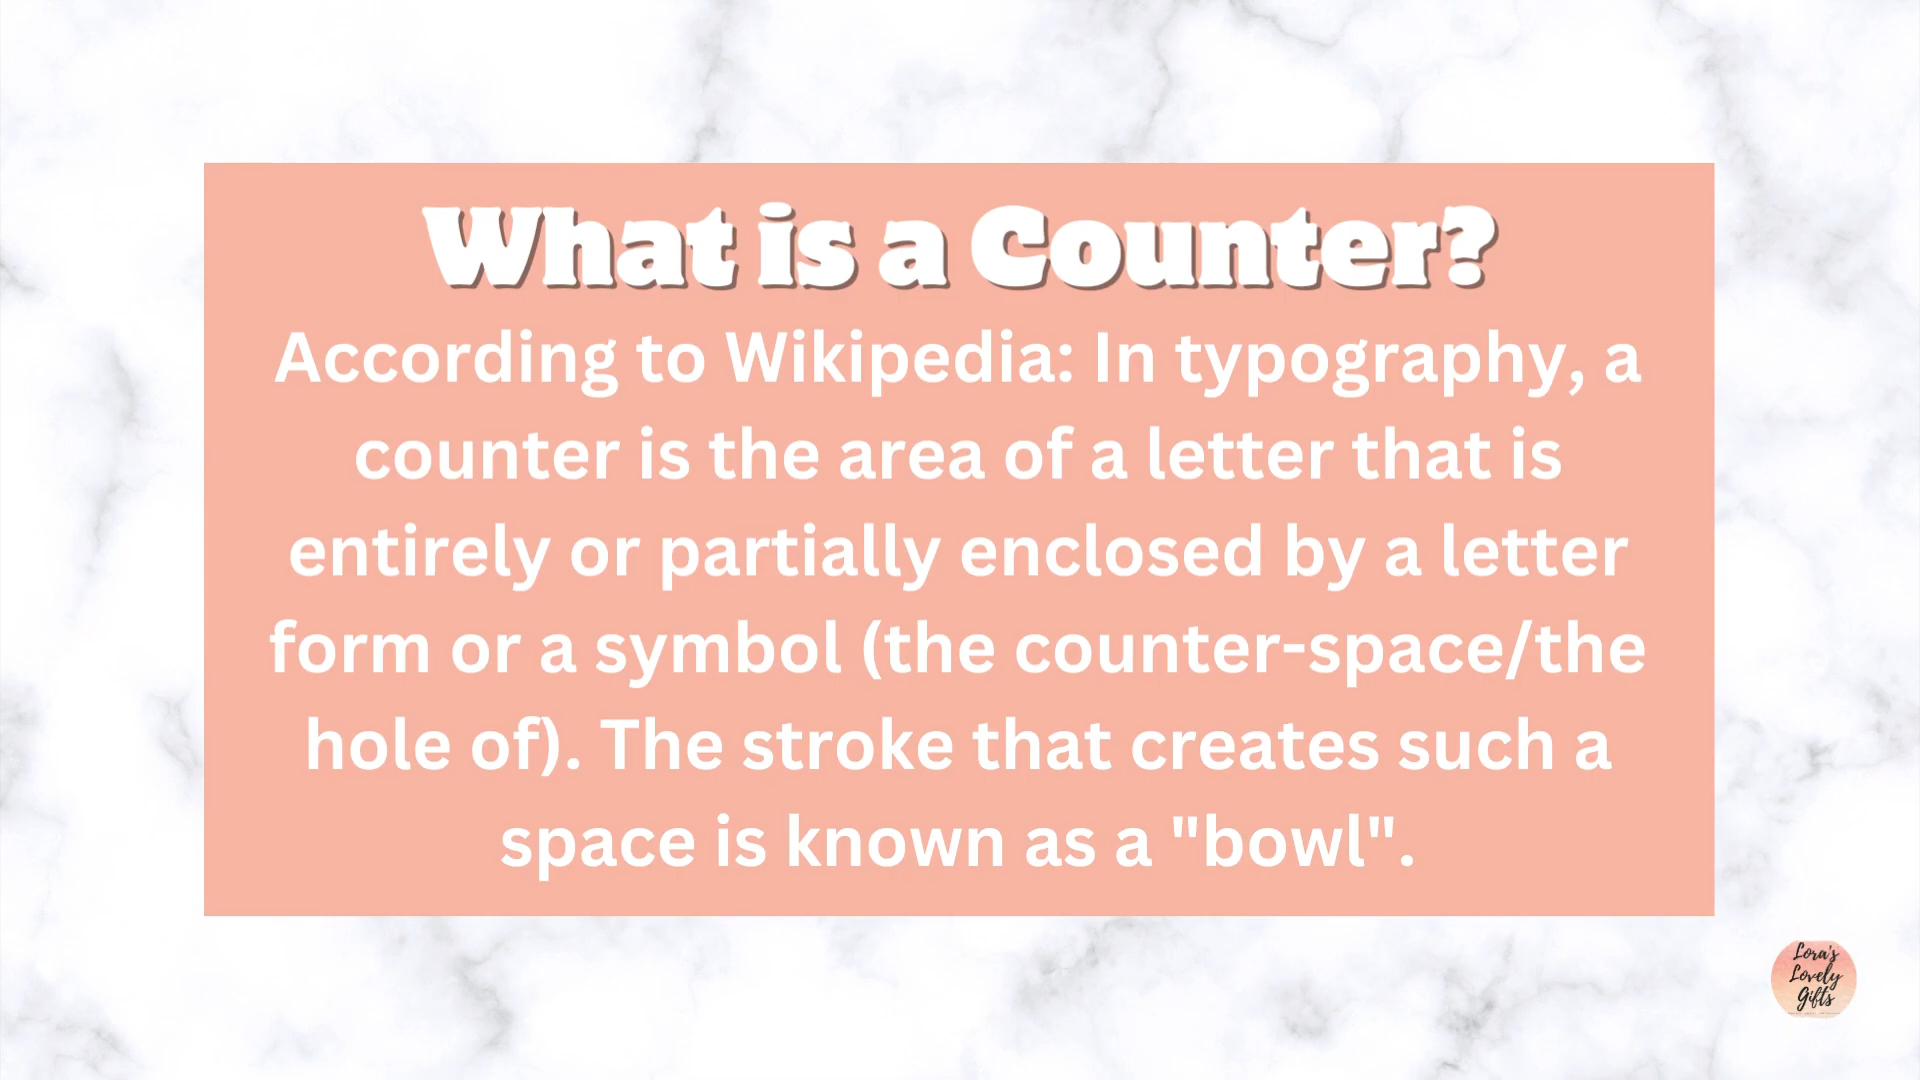 What is a Counter?
According to Wikipedia: In typography, a
counter is the area of a letter that is
entirely or partially enclosed by a letter
form or a symbol (the counter-space/the
hole of). The stroke that creates such a
space is known as a "bowl".
Lora's
Lovely
Gifts